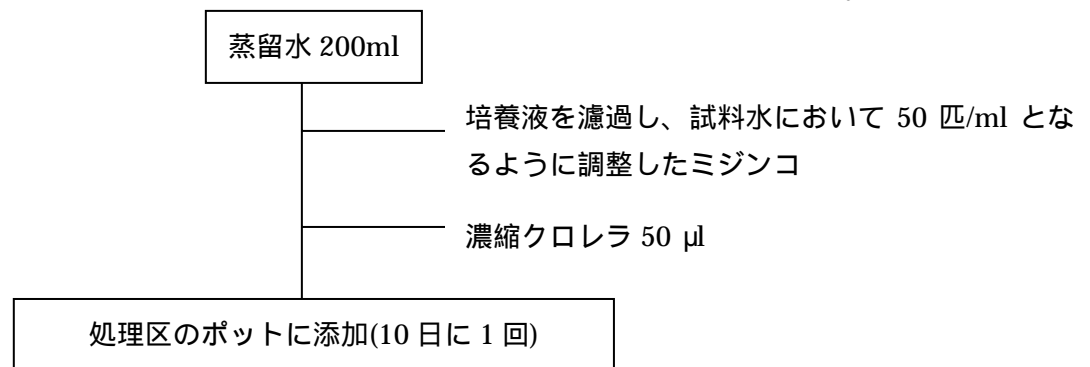 蒸留水 200ml
培養液を濾過し、試料水において 50 匹/ml とな
るように調整したミジンコ
濃縮クロレラ 50 μl
処理区のポットに添加(10 日に 1 回)